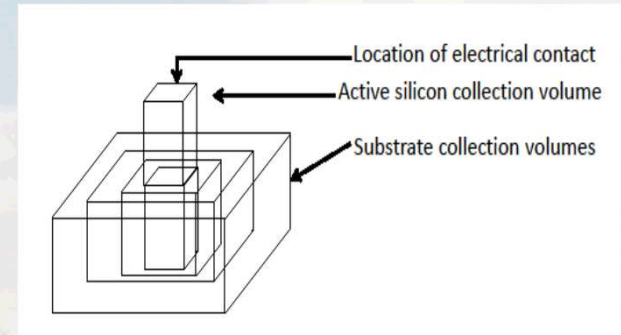 Location of electrical contact
Active silicon collection volume
Substrate collection volumes